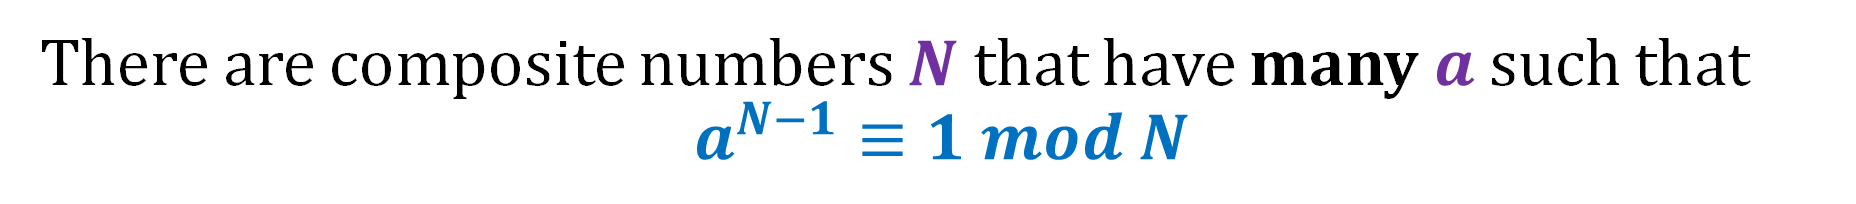 There are composite numbers N that have many a such that
a^{N−1} ≡ 1 mod N